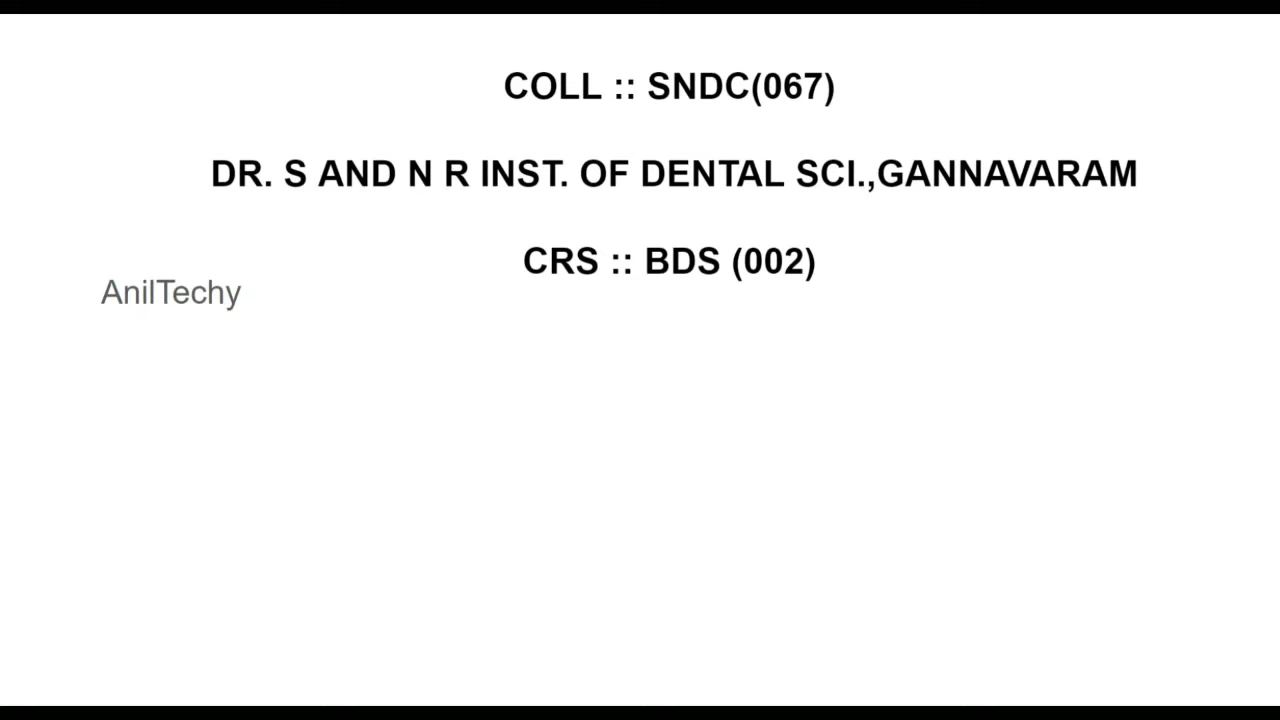 COLL :: SNDC(067)
DR. S AND N R INST. OF DENTAL SCI.,GANNAVARAM
CRS :: BDS (002)
AnilTechy